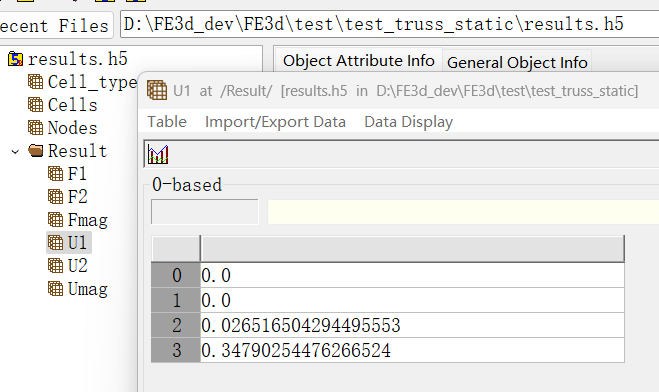 ecent Files D:\FE3d_dev\FE3d\test\test_truss_static\results.h5
results.h5
Cell_type
Cells
Nodes
Result
F1
F2
Fmag
U1
U2
Umag
Object Attribute Info General Object Info
U1 at /Result/ [results.h5 in D:\FE3d_dev\FE3d\test\test_truss_static]
Table Import/Export Data Data Display
0-based
0 0.0
1 0.0
2 0.026516504294495553
3 0.34790254476266524